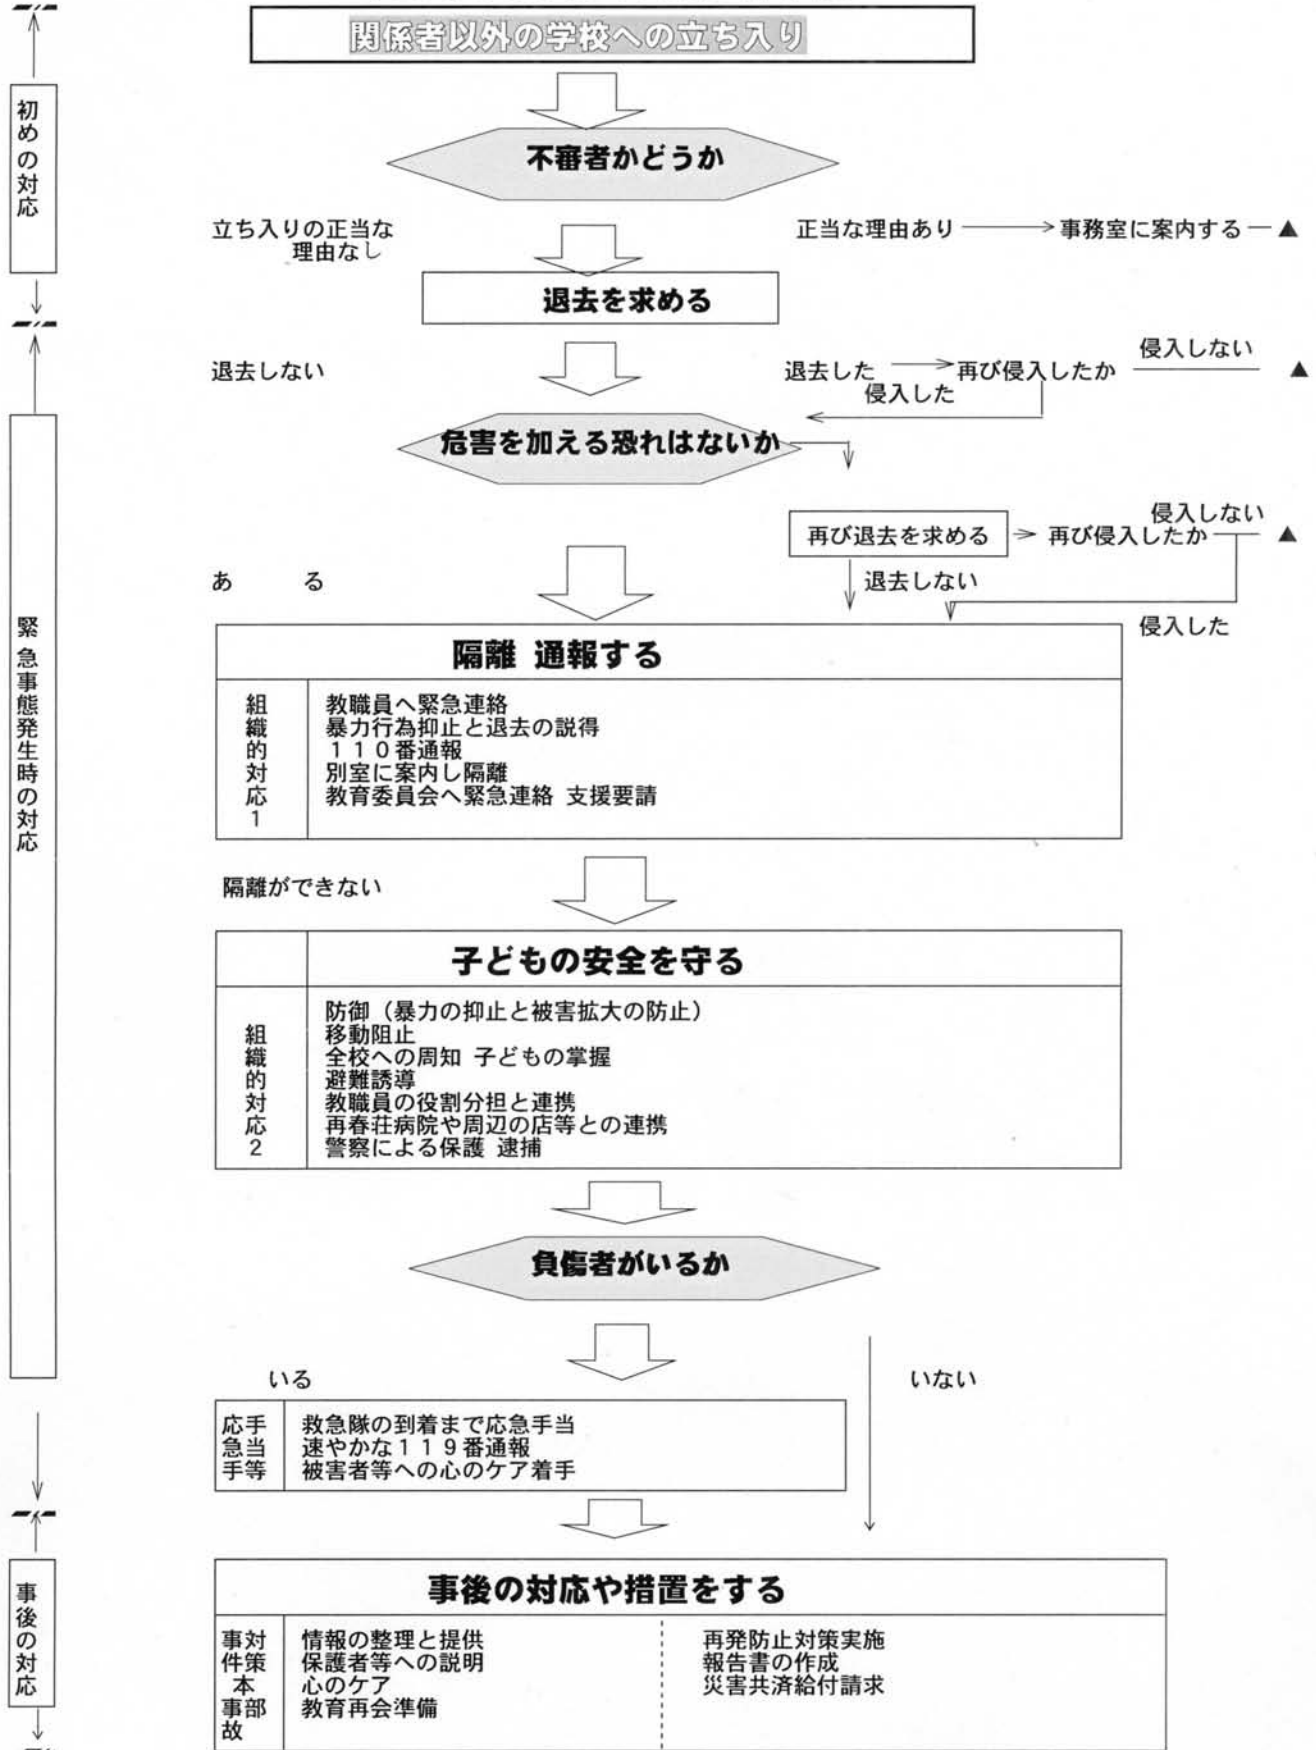 関係者以外の学校への立ち入り
初めの対応
不審者かどうか
立ち入りの正当な
理由なし
正当な理由あり
事務室に案内する
▲
退去を求める
退去しない
退去した
再び侵入したか
侵入しない
▲
侵入した
危害を加える恐れはないか
再び退去を求める
再び侵入したか
侵入しない
▲
退去しない
侵入した
ある
緊急事態発生時の対応
隔離 通報する
組織的対応1
教職員へ緊急連絡
暴力行為抑止と退去の説得
110番通報
別室に案内し隔離
教育委員会へ緊急連絡 支援要請
隔離ができない
子どもの安全を守る
組織的対応2
防御(暴力の抑止と被害拡大の防止)
移動阻止
全校への周知 子どもの掌握
避難誘導
教職員の役割分担と連携
再春荘病院や周辺の店等との連携
警察による保護 逮捕
負傷者がいるか
いる
いない
応急手
手当等
救急隊の到着まで応急手当
速やかな119番通報
被害者等への心のケア着手
事後の対応
事後の対応や措置をする
事件事故
対策本部
情報の整理と提供
保護者等への説明
心のケア
教育再会準備
再発防止対策実施
報告書の作成
災害共済給付請求